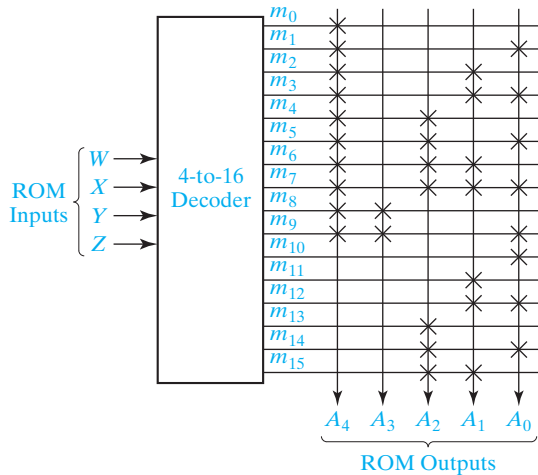 m₀
m₁
m₂
m₃
m₄
m₅
m₆
m₇
m₈
m₉
m₁₀
m₁₁
m₁₂
m₁₃
m₁₄
m₁₅
ROM
Inputs
W
X
Y
Z
4-to-16
Decoder
A₄ A₃ A₂ A₁ A₀
ROM Outputs